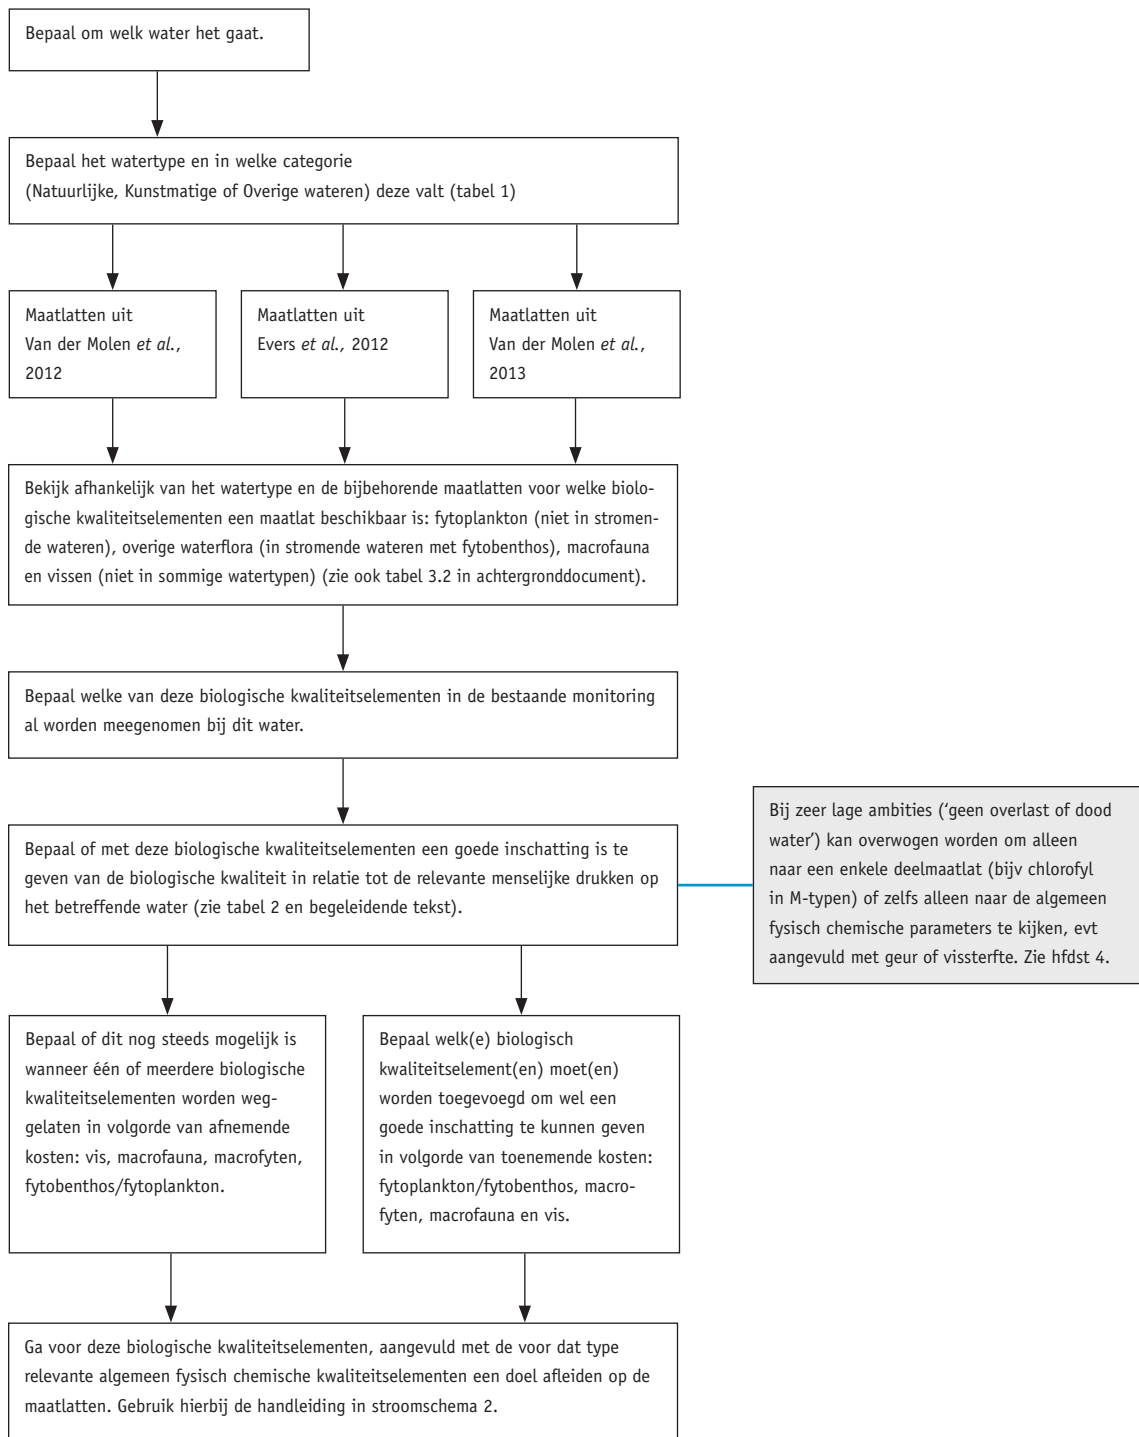 Bepaal om welk water het gaat.
Bepaal het watertype en in welke categorie
(Natuurlijke, Kunstmatige of Overige wateren) deze valt (tabel 1)
Maatlatten uit
Van der Molen et al.,
2012
Maatlatten uit
Evers et al., 2012
Maatlatten uit
Van der Molen et al.,
2013
Bekijk afhankelijk van het watertype en de bijbehorende maatlatten voor welke biolo-
gische kwaliteitselementen een maatlat beschikbaar is: fytoplankton (niet in stromen-
de wateren), overige waterflora (in stromende wateren met fytobenthos), macrofauna
en vissen (niet in sommige watertypen) (zie ook tabel 3.2 in achtergronddocument).
Bepaal welke van deze biologische kwaliteitselementen in de bestaande monitoring
al worden meegenomen bij dit water.
Bepaal of met deze biologische kwaliteitselementen een goede inschatting is te
geven van de biologische kwaliteit in relatie tot de relevante menselijke drukken op
het betreffende water (zie tabel 2 en begeleidende tekst).
Bij zeer lage ambities (‘geen overlast of dood
water’) kan overwogen worden om alleen
naar een enkele deelmaatlat (bijv chlorofyl
in M-typen) of zelfs alleen naar de algemeen
fysisch chemische parameters te kijken, evt
aangevuld met geur of vissterfte. Zie hfdst 4.
Bepaal of dit nog steeds mogelijk is
wanneer één of meerdere biologische
kwaliteitselementen worden weg-
gelaten in volgorde van afnemende
kosten: vis, macrofauna, macrofyten,
fytobenthos/fytoplankton.
Bepaal welk(e) biologisch
kwaliteitselement(en) moet(en)
worden toegevoegd om wel een
goede inschatting te kunnen geven
in volgorde van toenemende kosten:
fytoplankton/fytobenthos, macro-
fyten, macrofauna en vis.
Ga voor deze biologische kwaliteitselementen, aangevuld met de voor dat type
relevante algemeen fysisch chemische kwaliteitselementen een doel afleiden op de
maatlatten. Gebruik hierbij de handleiding in stroomschema 2.